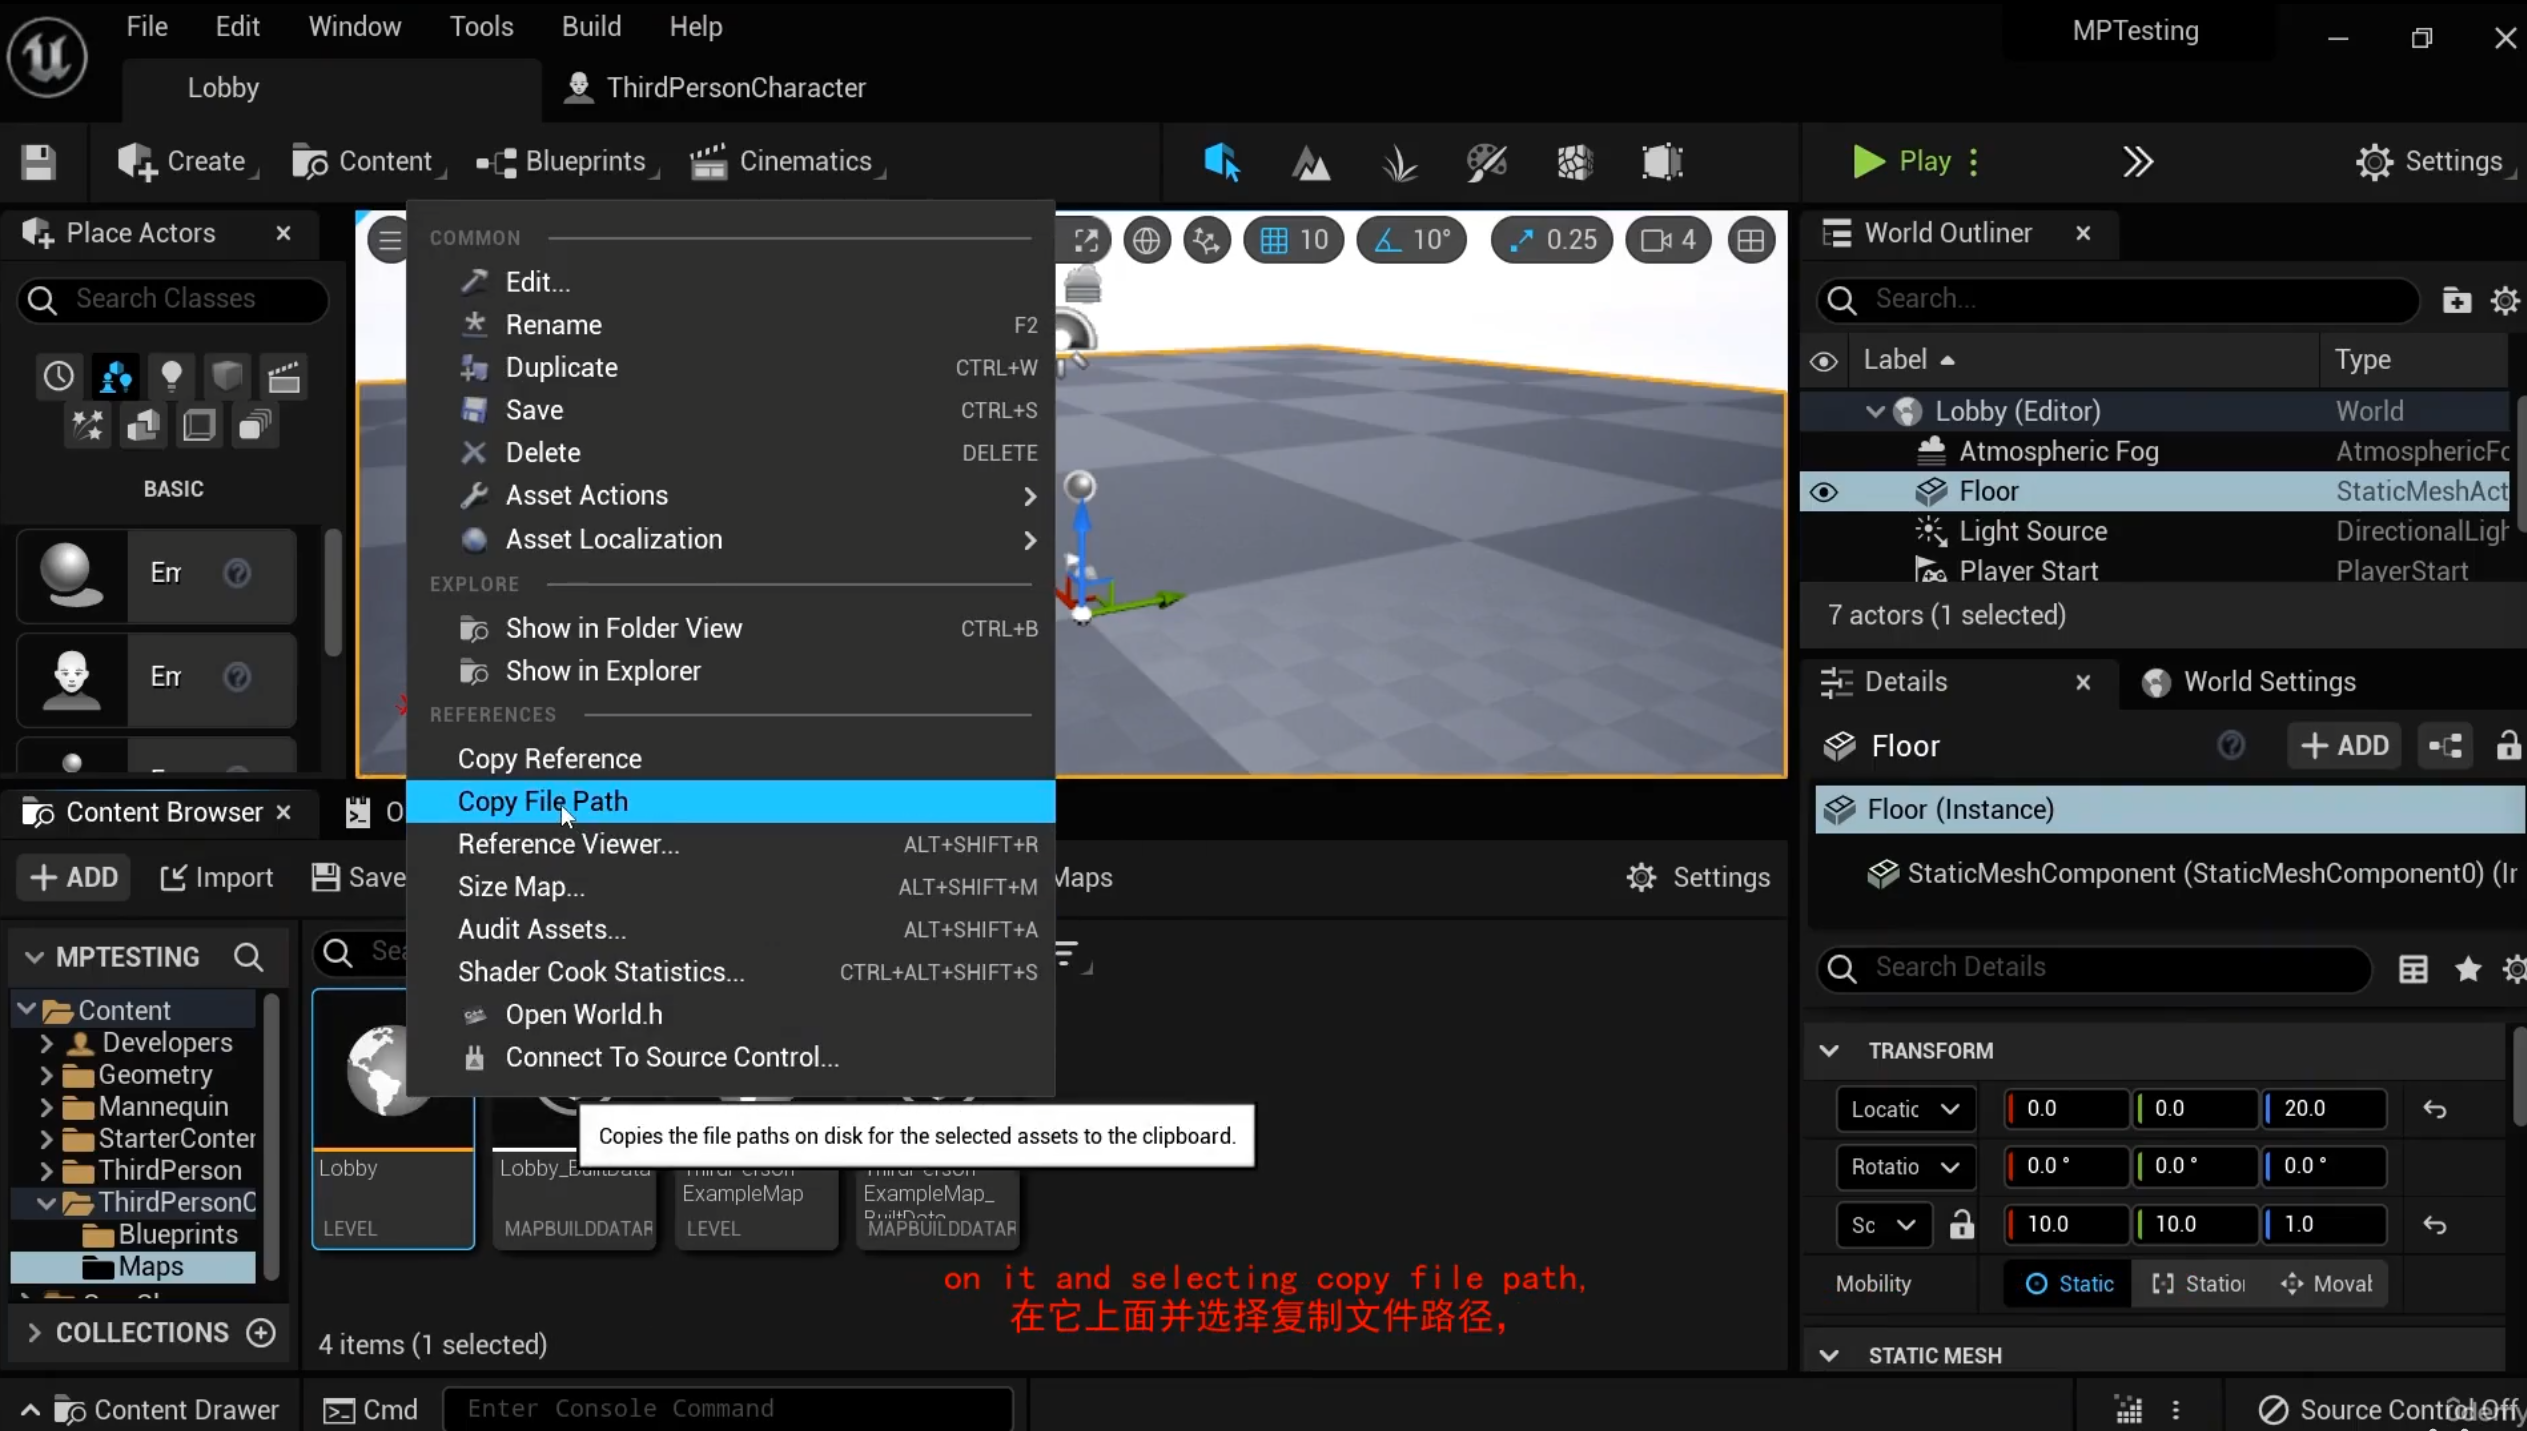 File Edit Window Tools Build Help
MPTesting
Lobby
ThirdPersonCharacter
Create
Content
Blueprints
Cinematics
Play
Settings
Place Actors
Search Classes
BASIC
Em
Em
COMMON
Edit...
Rename F2
Duplicate CTRL+W
Save CTRL+S
Delete DELETE
Asset Actions
Asset Localization
EXPLORE
Show in Folder View CTRL+B
Show in Explorer
REFERENCES
Copy Reference
Copy File Path
Reference Viewer... ALT+SHIFT+R
Size Map... ALT+SHIFT+M
Audit Assets... ALT+SHIFT+A
Shader Cook Statistics... CTRL+ALT+SHIFT+S
Open World.h
Connect To Source Control...
Copies the file paths on disk for the selected assets to the clipboard.
10
10°
0.25
4
World Outliner
Search...
Label Type
Lobby (Editor) World
Atmospheric Fog AtmosphericFo
Floor StaticMeshAct
Light Source DirectionalLigh
Player Start PlayerStart
7 actors (1 selected)
Details
World Settings
Floor
ADD
Floor (Instance)
StaticMeshComponent (StaticMeshComponent0) (In
Search Details
TRANSFORM
Locatic 0.0 0.0 20.0
Rotatio 0.0° 0.0° 0.0°
Sc 10.0 10.0 1.0
Mobility Static Station Movab
STATIC MESH
Content Browser
O
ADD
Import
Save
Maps
Settings
MPTESTING
Sea
Content
Developers
Geometry
Mannequin
StarterConten
ThirdPerson
ThirdPersonC
Blueprints
Maps
COLLECTIONS
Lobby
LEVEL
Lobby_BuiltData
MAPBUILDDATAR
ThirdPerson
ExampleMap
LEVEL
ThirdPerson
ExampleMap_
BuiltData
MAPBUILDDATAR
4 items (1 selected)
on it and selecting copy file path,
在它上面并选择复制文件路径，
Content Drawer
Cmd
Enter Console Command
Source Control Off
Udemy